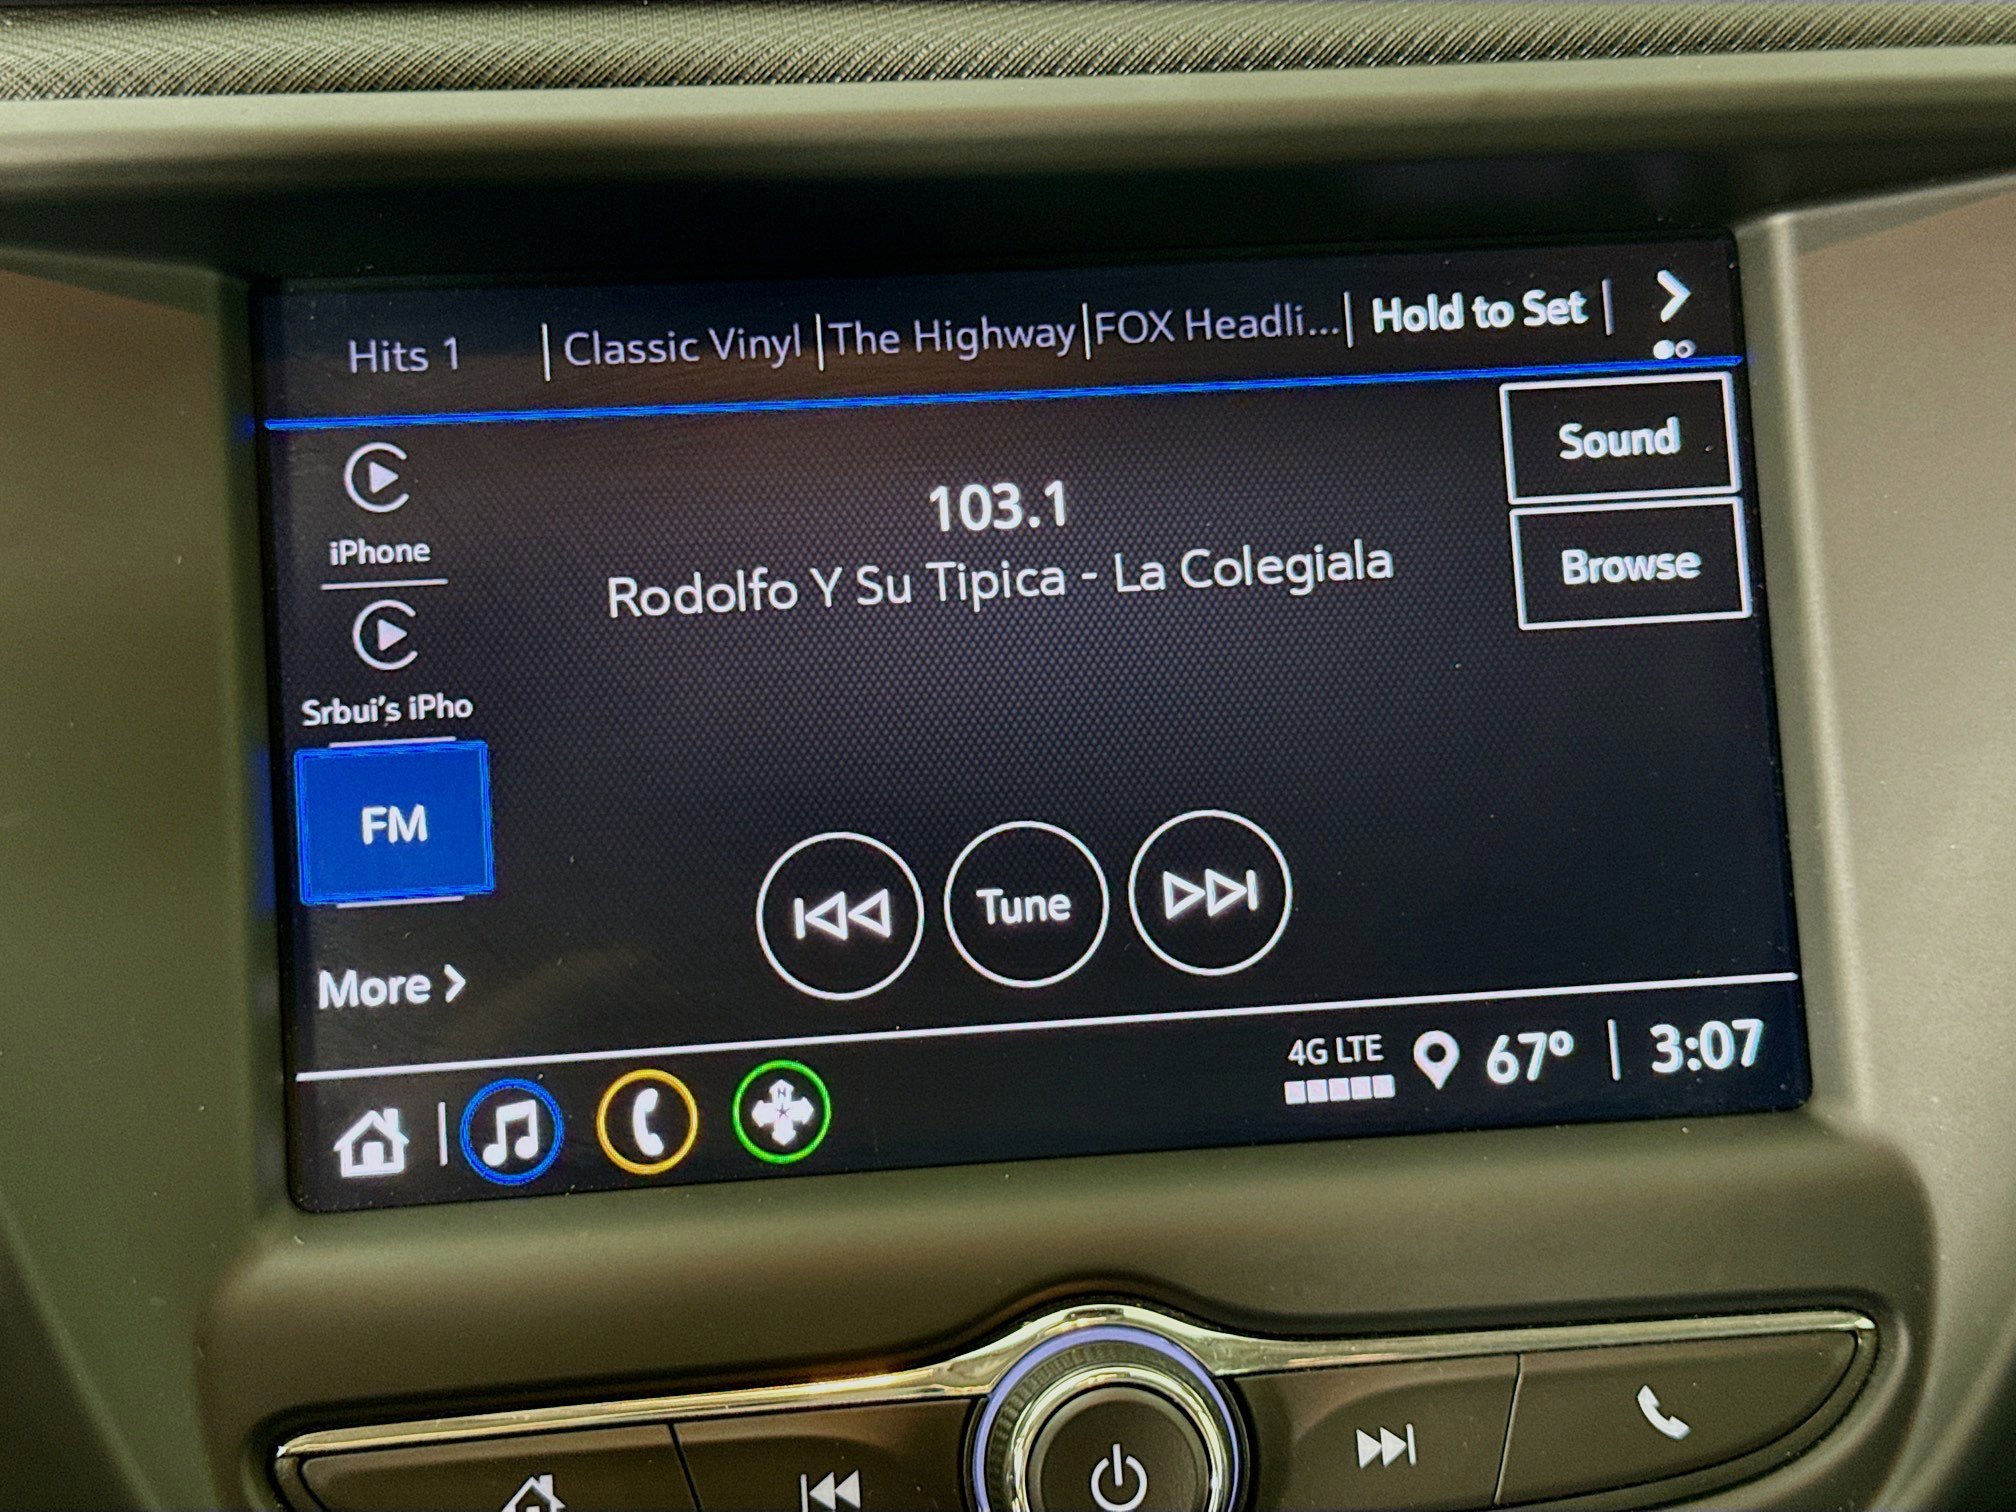 Hits 1 | Classic Vinyl | The Highway | FOX Headli... | Hold to Set |
Sound
iPhone
103.1
Browse
Rodolfo Y Su Tipica - La Colegiala
Srbui's iPho
FM
Tune
More >
4G LTE
67° | 3:07
N